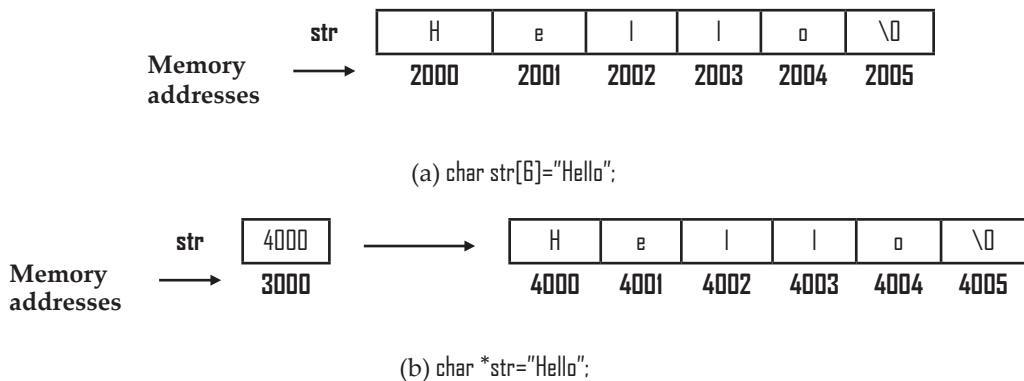 str H e l l o \0
Memory addresses
2000 2001 2002 2003 2004 2005
(a) char str[6]="Hello";
str 4000 H e l l o \0
Memory addresses
3000 4000 4001 4002 4003 4004 4005
(b) char *str="Hello";